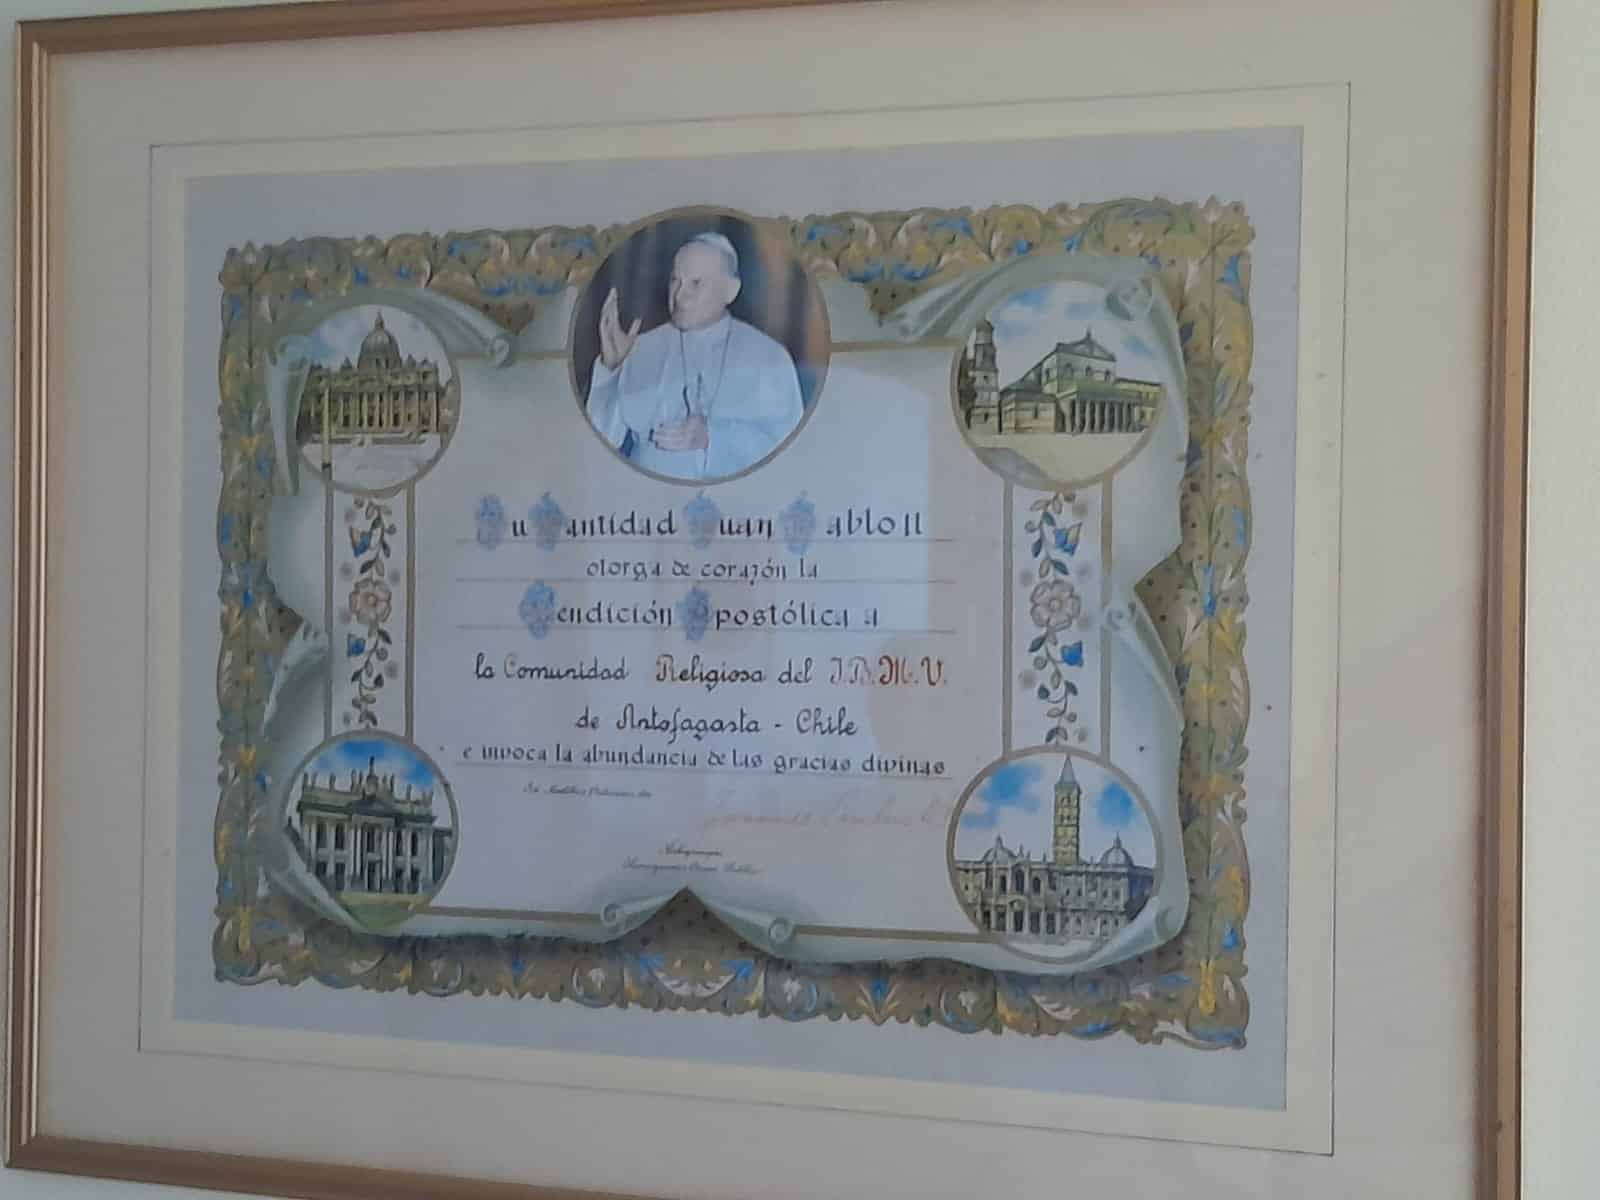 Su Santidad Juan Pablo II
otorga de corazón la
Bendición Apostólica a
la Comunidad Religiosa del I.B.M.V.
de Antofagasta - Chile
e invoca la abundancia de las gracias divinas